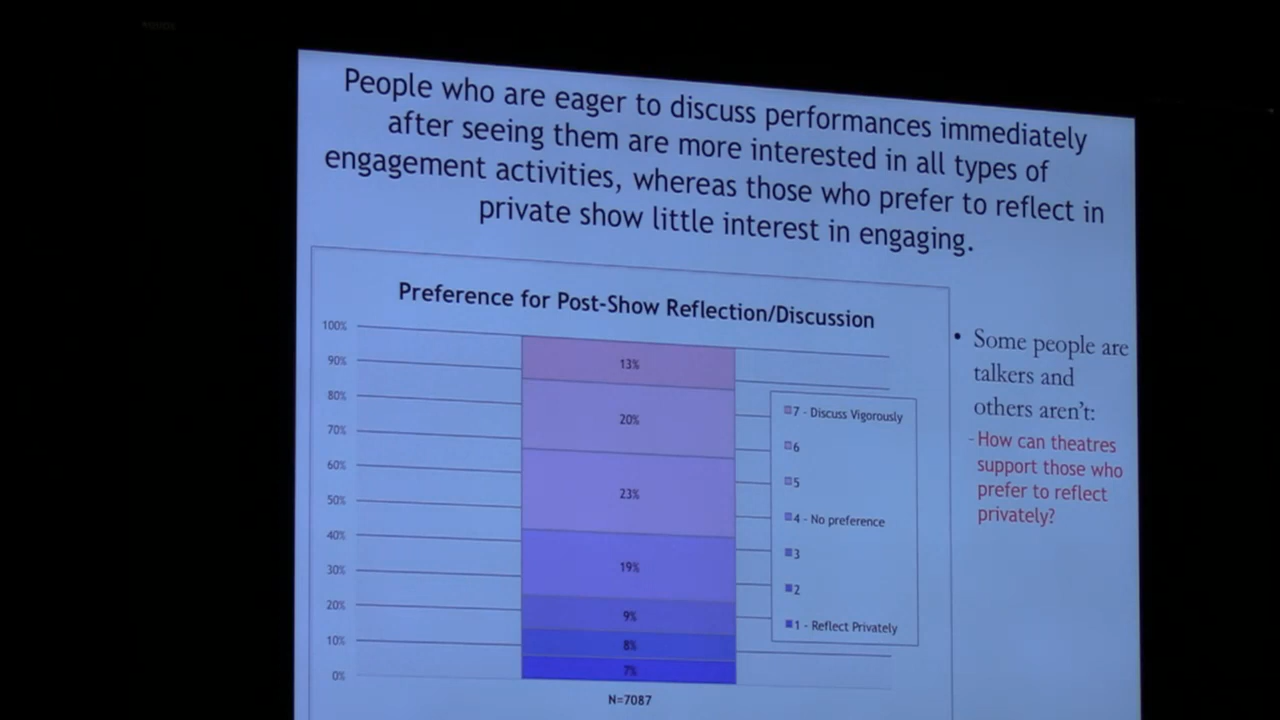 People who are eager to discuss performances immediately
after seeing them are more interested in all types of
engagement activities, whereas those who prefer to reflect in
private show little interest in engaging.
Preference for Post-Show Reflection/Discussion
100%
90%
80%
70%
60%
50%
40%
30%
20%
10%
0%
13%
20%
23%
19%
9%
8%
7%
N=7087
7 - Discuss Vigorously
6
5
4 - No preference
3
2
1 - Reflect Privately
• Some people are
talkers and
others aren't:
- How can theatres
support those who
prefer to reflect
privately?